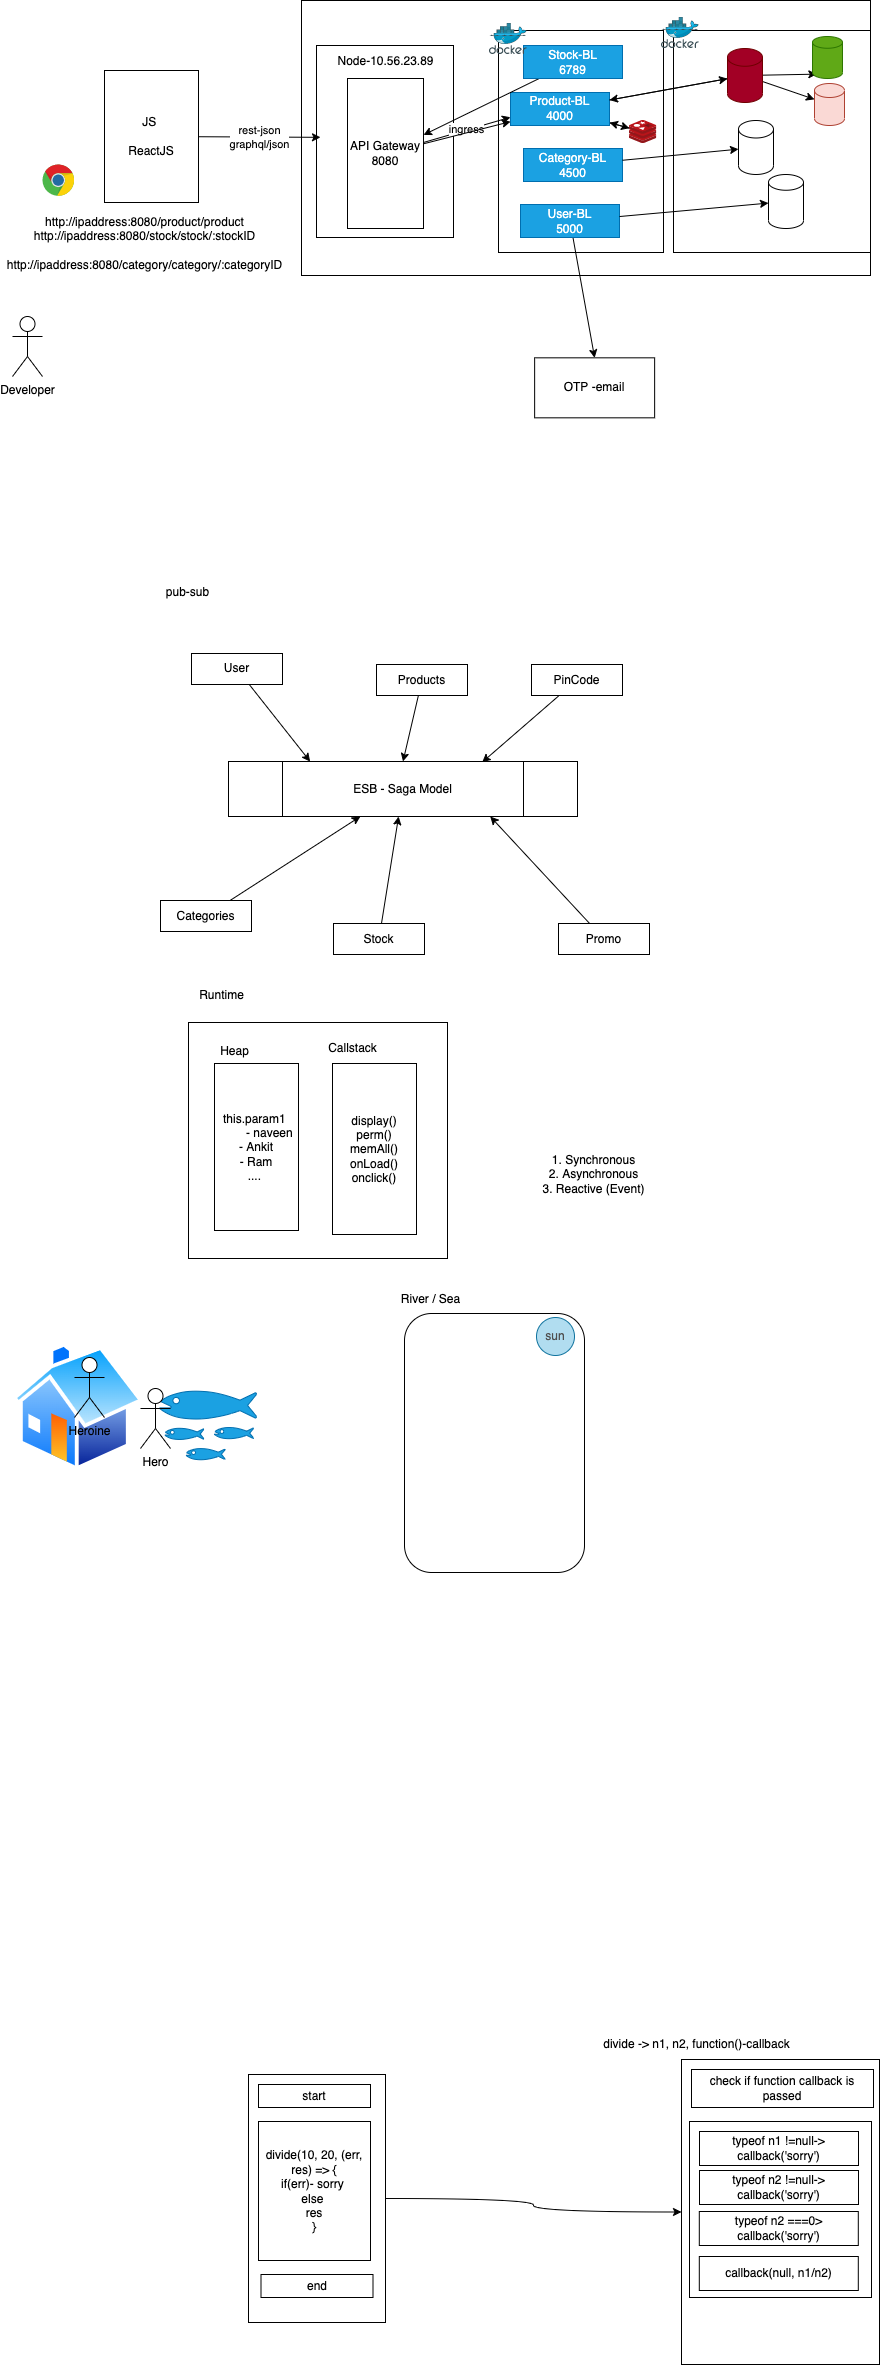 docker
docker
Node-10.56.23.89
Stock-BL
6789
JS
ReactJS
rest-json
graphql/json
API Gateway
8080
ingress
Product-BL
4000
Category-BL
4500
User-BL
5000
http://ipaddress:8080/product/product
http://ipaddress:8080/stock/stock/:stockID
http://ipaddress:8080/category/category/:categoryID
Developer
OTP -email
pub-sub
User
Products
PinCode
ESB - Saga Model
Categories
Stock
Promo
Runtime
Heap
Callstack
this.param1
- naveen
- Ankit
- Ram
....
display()
perm()
memAll()
onLoad()
onclick()
1. Synchronous
2. Asynchronous
3. Reactive (Event)
River / Sea
sun
Heroine
Hero
divide -> n1, n2, function()-callback
start
divide(10, 20, (err,
res) => {
if(err)- sorry
else
res
}
end
check if function callback is
passed
typeof n1 !=null->
callback('sorry')
typeof n2 !=null->
callback('sorry')
typeof n2 ===0>
callback('sorry')
callback(null, n1/n2)